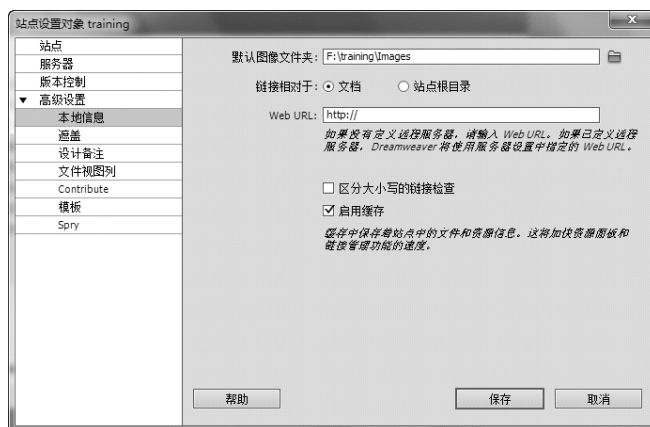 站点设置对象 training
站点
服务器
版本控制
高级设置
本地信息
遮盖
设计备注
文件视图列
Contribute
模板
Spry
默认图像文件夹: F:\training\Images
链接相对于: 文档 站点根目录
Web URL: http://
如果没有定义远程服务器，请输入 Web URL。如果已定义远程
服务器，Dreamweaver 将使用服务器设置中指定的 Web URL。
区分大小写的链接检查
启用缓存
缓存中保存着站点中的文件和资源信息。这将加快资源面板和
链接管理功能的速度。
帮助 保存 取消